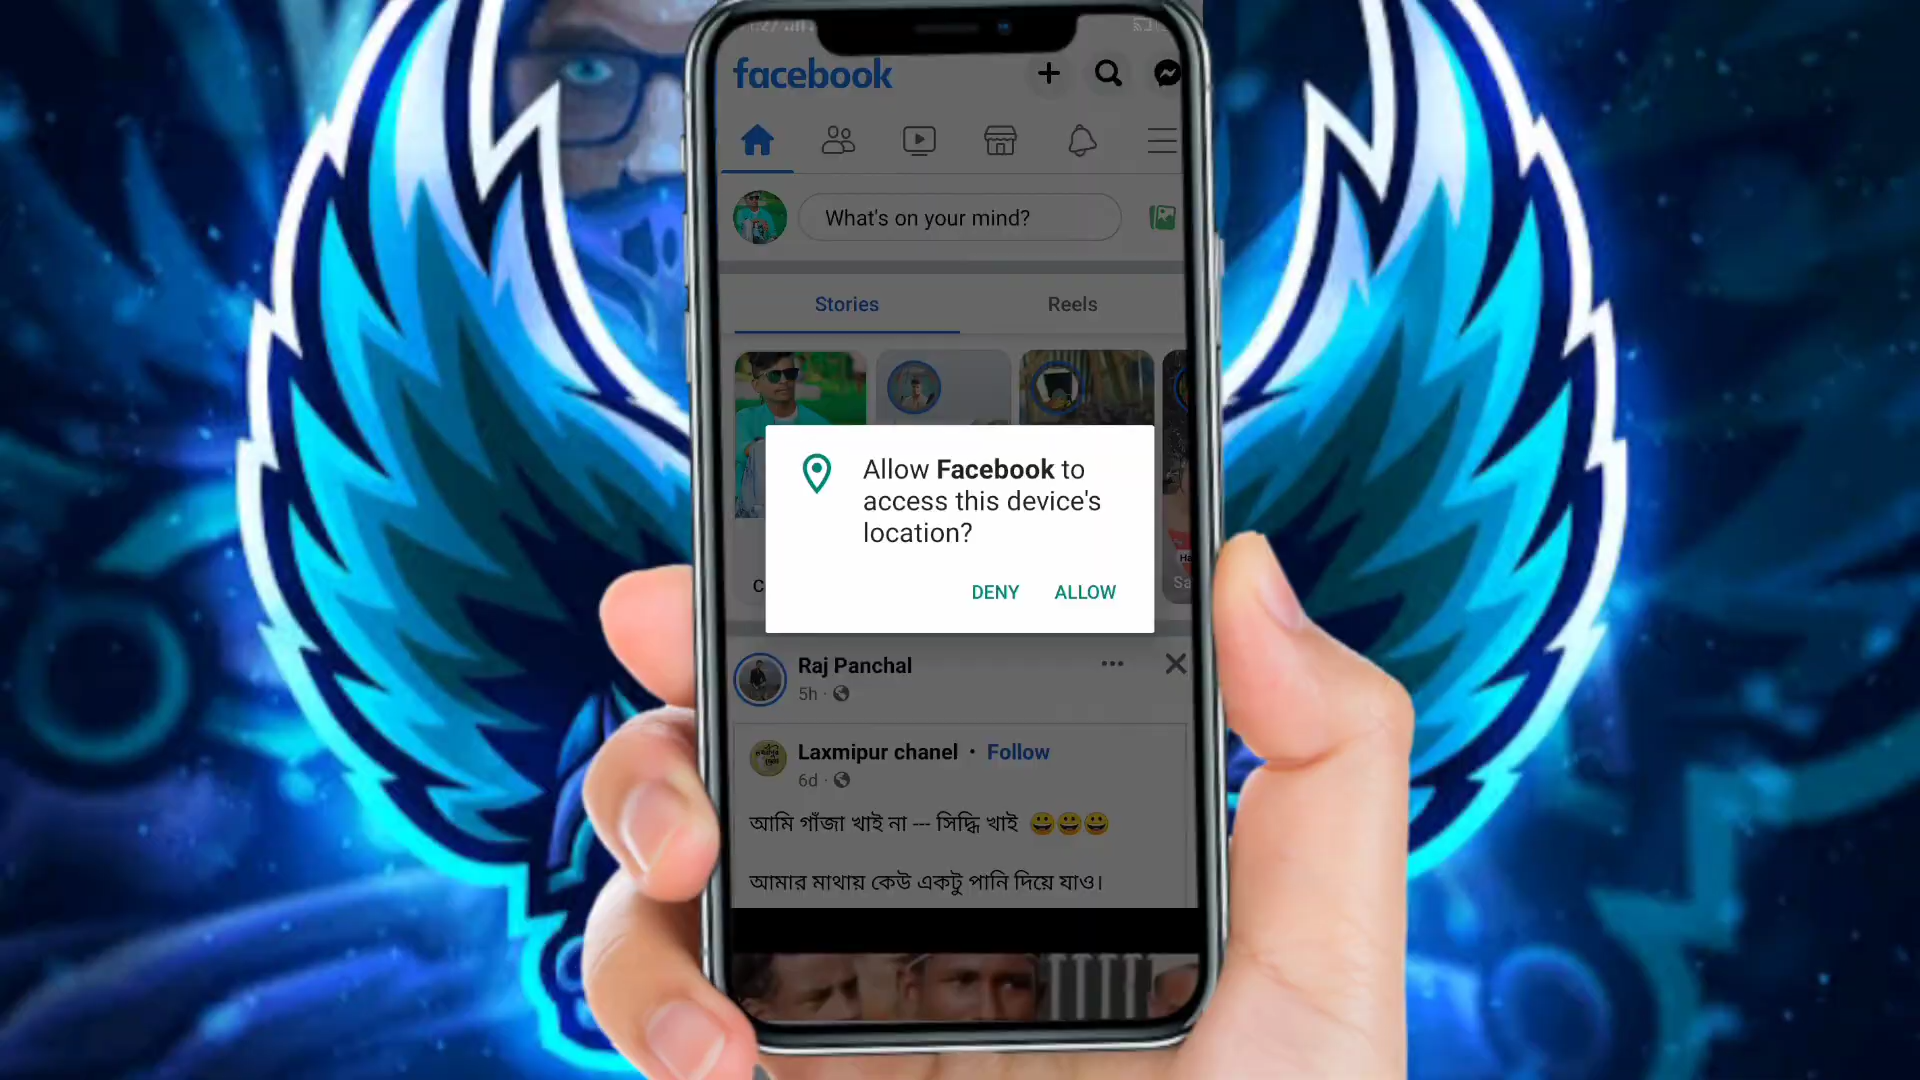 facebook
What's on your mind?
Stories
Reels
Allow Facebook to
access this device's
location?
DENY
ALLOW
Raj Panchal
5h
Laxmipur chanel • Follow
6d
আমি গাঁজা খাই না --- সিদ্ধি খাই 😀😀😀
আমার মাথায় কেউ একটু পানি দিয়ে যাও।